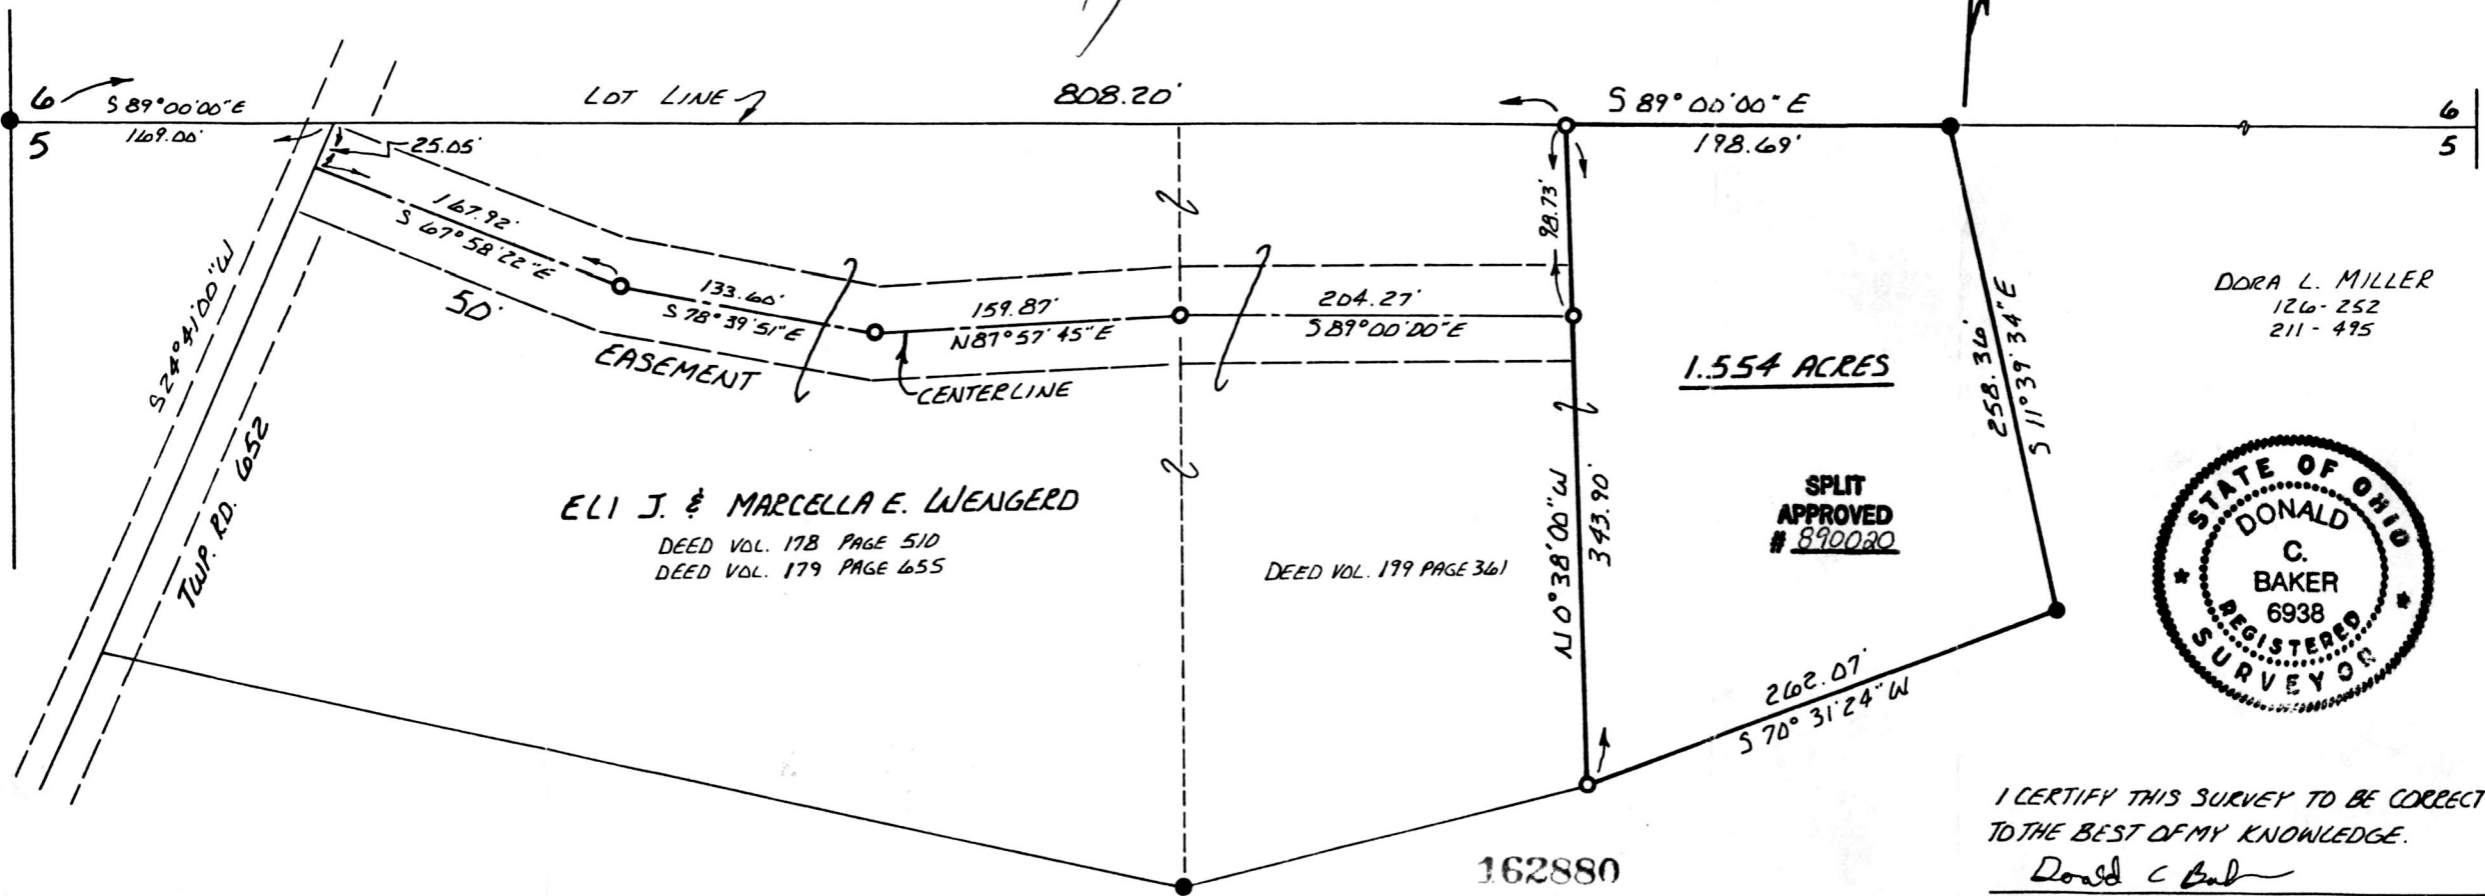 6
S 89°00'00" E
169.00'
5
LOT LINE
808.20'
S 89°00'00" E
198.69'
6
5
25.05'
167.92'
S 67°58'22" E
50'
EASEMENT
133.60'
S 78°39'51" E
159.87'
N 87°57'45" E
CENTERLINE
204.27'
S 89°00'00" E
98.73'
S 24°41'00" W
TWP. RD. 652
ELI J. & MARCELLA E. WENGERD
DEED VOL. 178 PAGE 510
DEED VOL. 179 PAGE 655
DEED VOL. 199 PAGE 361
N 0°38'00" W
343.90'
1.554 ACRES
SPLIT
APPROVED
# 890020
258.36'
S 11°39'34" E
262.07'
S 70°31'24" W
DORA L. MILLER
126-252
211-495
STATE OF OHIO
DONALD
C.
BAKER
6938
REGISTERED
SURVEYOR
I CERTIFY THIS SURVEY TO BE CORRECT
TO THE BEST OF MY KNOWLEDGE.
Donald C Bak
162880